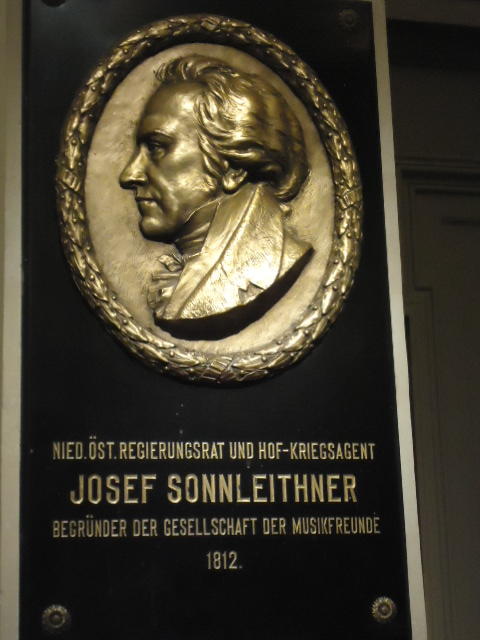 NIED.ÖST.REGIERUNGSRAT UND HOF-KRIEGSAGENT
JOSEF SONNLEITHNER
BEGRÜNDER DER GESELLSCHAFT DER MUSIKFREUNDE
1812.